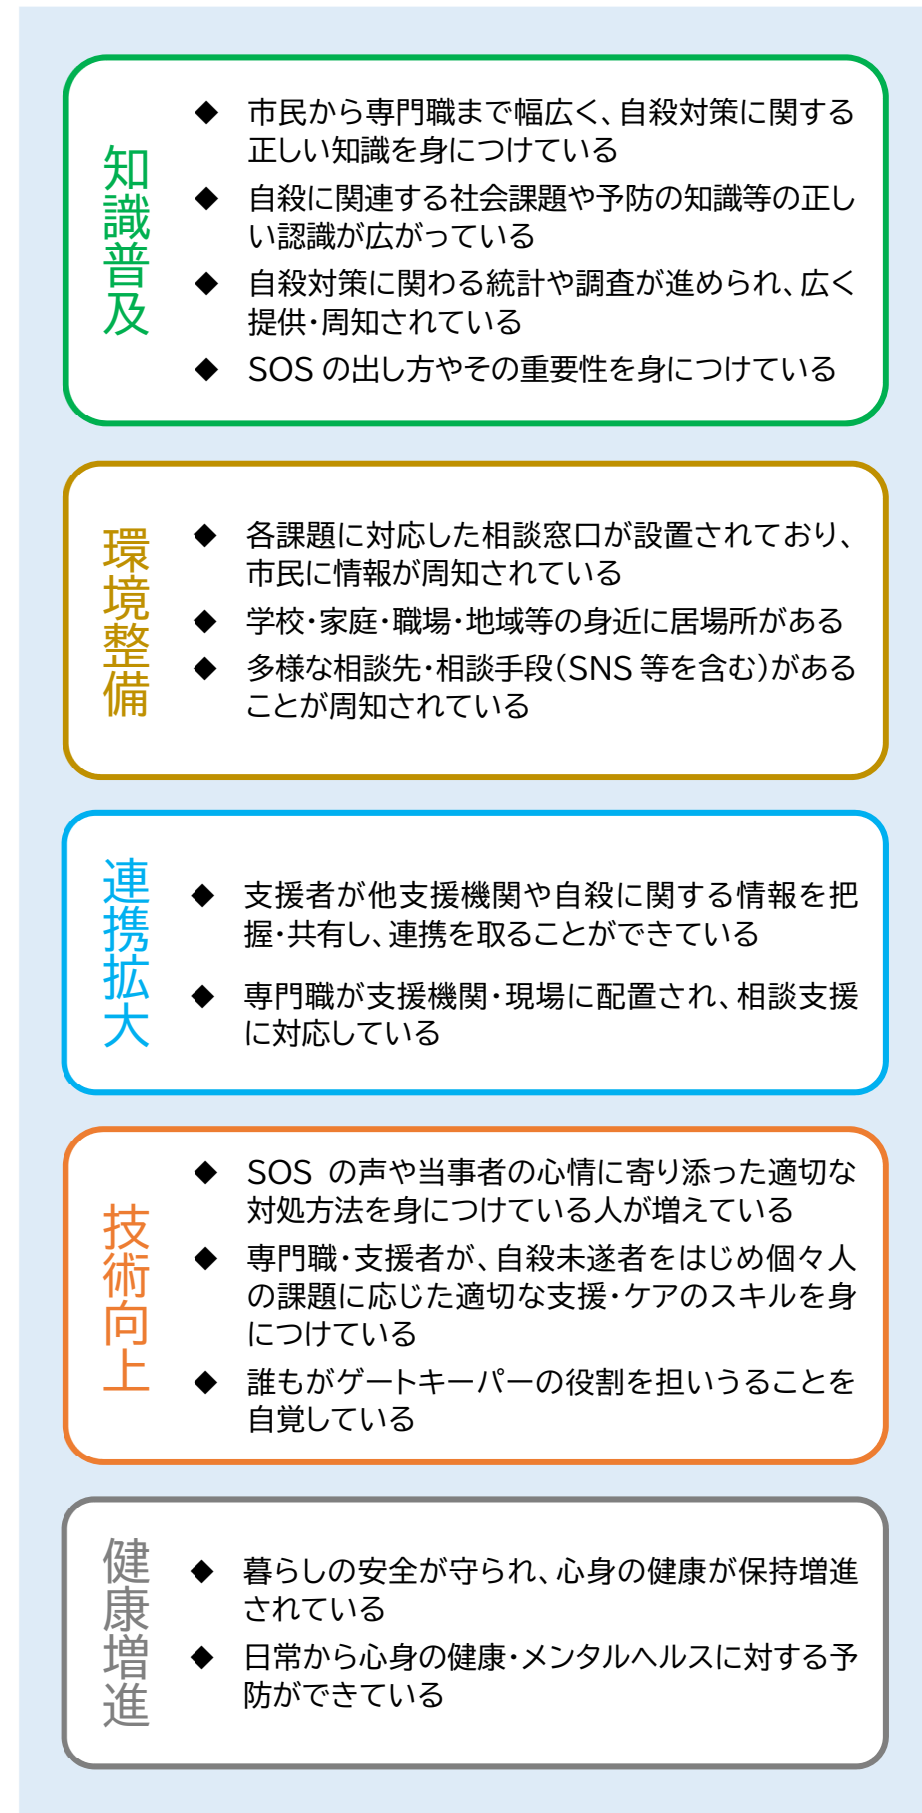 知識普及
◆ 市民から専門職まで幅広く、自殺対策に関する
正しい知識を身につけている
◆ 自殺に関連する社会課題や予防の知識等の正し
い認識が広がっている
◆ 自殺対策に関わる統計や調査が進められ、広く
提供・周知されている
◆ SOS の出し方やその重要性を身につけている
環境整備
◆ 各課題に対応した相談窓口が設置されており、
市民に情報が周知されている
◆ 学校・家庭・職場・地域等の身近に居場所がある
◆ 多様な相談先・相談手段(SNS 等を含む)がある
ことが周知されている
連携拡大
◆ 支援者が他支援機関や自殺に関する情報を把
握・共有し、連携を取ることができている
◆ 専門職が支援機関・現場に配置され、相談支援
に対応している
技術向上
◆ SOS の声や当事者の心情に寄り添った適切な
対処方法を身につけている人が増えている
◆ 専門職・支援者が、自殺未遂者をはじめ個々人
の課題に応じた適切な支援・ケアのスキルを身
につけている
◆ 誰もがゲートキーパーの役割を担いうることを
自覚している
健康増進
◆ 暮らしの安全が守られ、心身の健康が保持増進
されている
◆ 日常から心身の健康・メンタルヘルスに対する予
防ができている